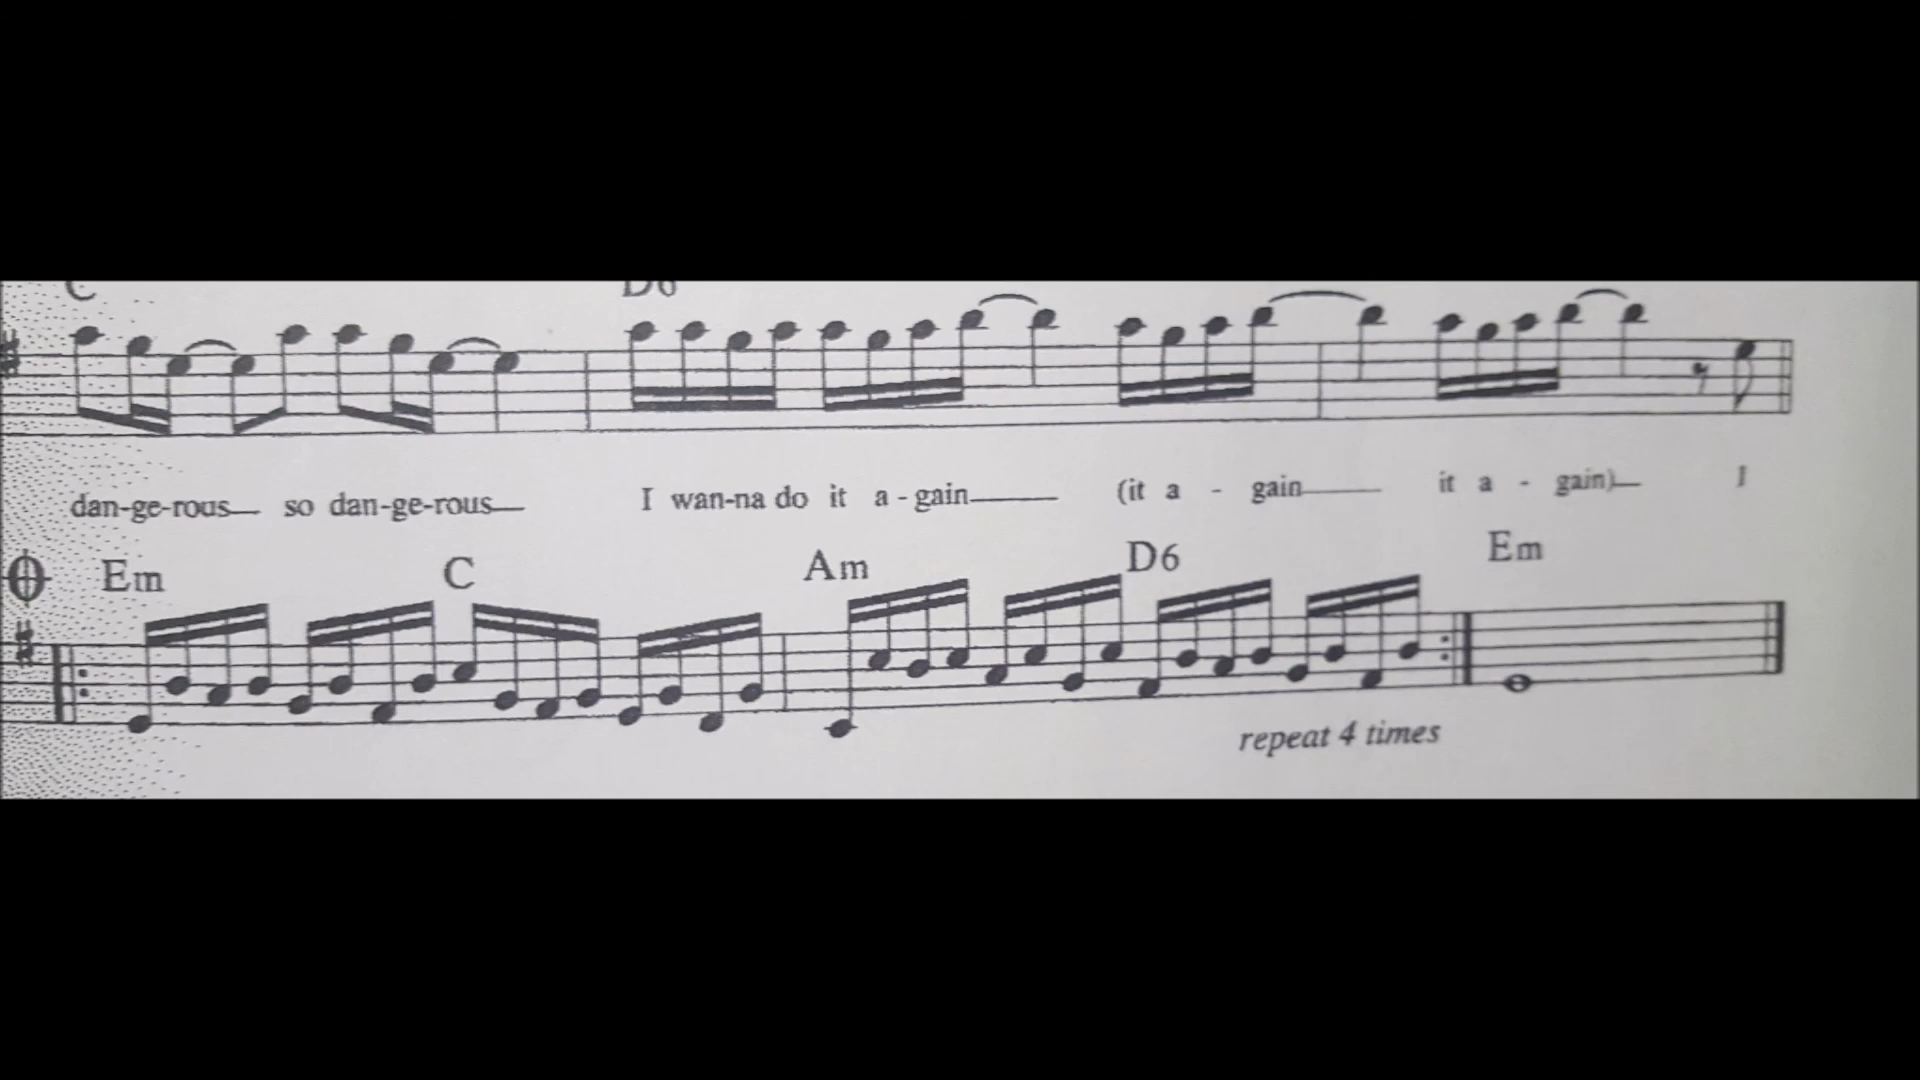 C D6
dan-ge-rous so dan-ge-rous I wan-na do it a - gain (it a - gain it a - gain) I
Em C Am D6 Em
repeat 4 times